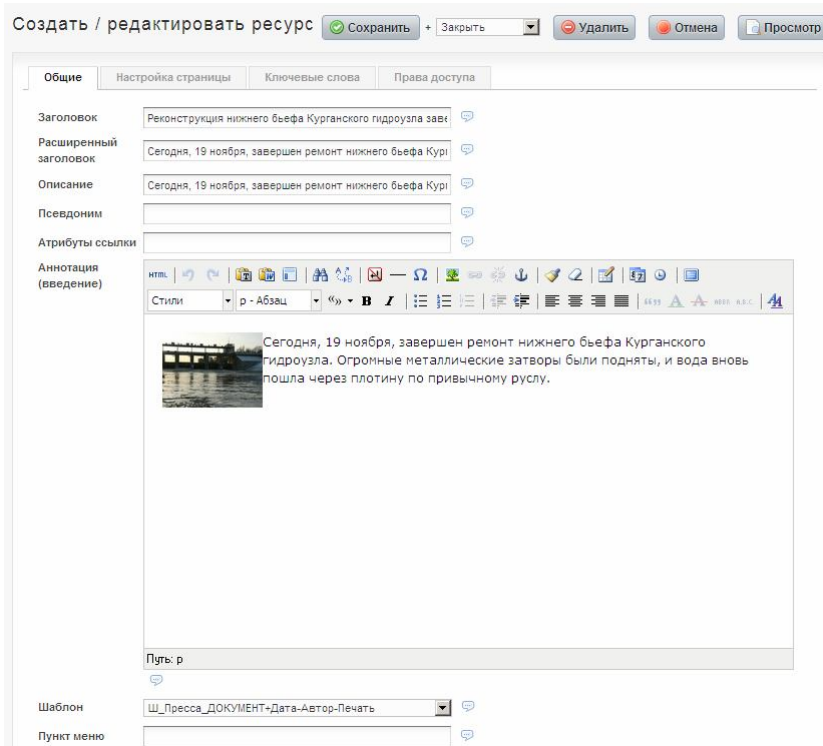 Создать / редактировать ресурс Сохранить + Закрыть Удалить Отмена Просмотр
Общие Настройка страницы Ключевые слова Права доступа
Заголовок Реконструкция нижнего бьефа Курганского гидроузла заве
Расширенный заголовок Сегодня, 19 ноября, завершен ремонт нижнего бьефа Кург
Описание Сегодня, 19 ноября, завершен ремонт нижнего бьефа Кург
Псевдоним
Атрибуты ссылки
Аннотация
(введение)
HTML
Стили p - Абзац «» B I
Сегодня, 19 ноября, завершен ремонт нижнего бьефа Курганского
гидроузла. Огромные металлические затворы были подняты, и вода вновь
пошла через плотину по привычному руслу.
Путь: p
Шаблон Ш_Пресса_ДОКУМЕНТ+Дата-Автор-Печать
Пункт меню